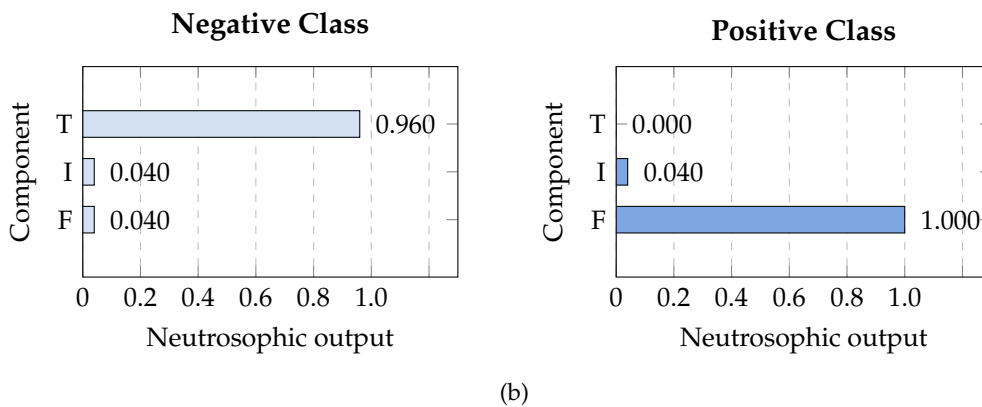 Negative Class
Component
T
0.960
I
0.040
F
0.040
0 0.2 0.4 0.6 0.8 1.0
Neutrosophic output
Positive Class
Component
T
0.000
I
0.040
F
1.000
0 0.2 0.4 0.6 0.8 1.0
Neutrosophic output
(b)